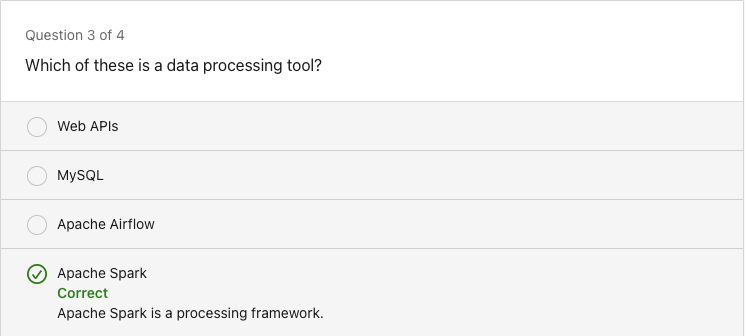 Question 3 of 4
Which of these is a data processing tool?
Web APIs
MySQL
Apache Airflow
Apache Spark
Correct
Apache Spark is a processing framework.